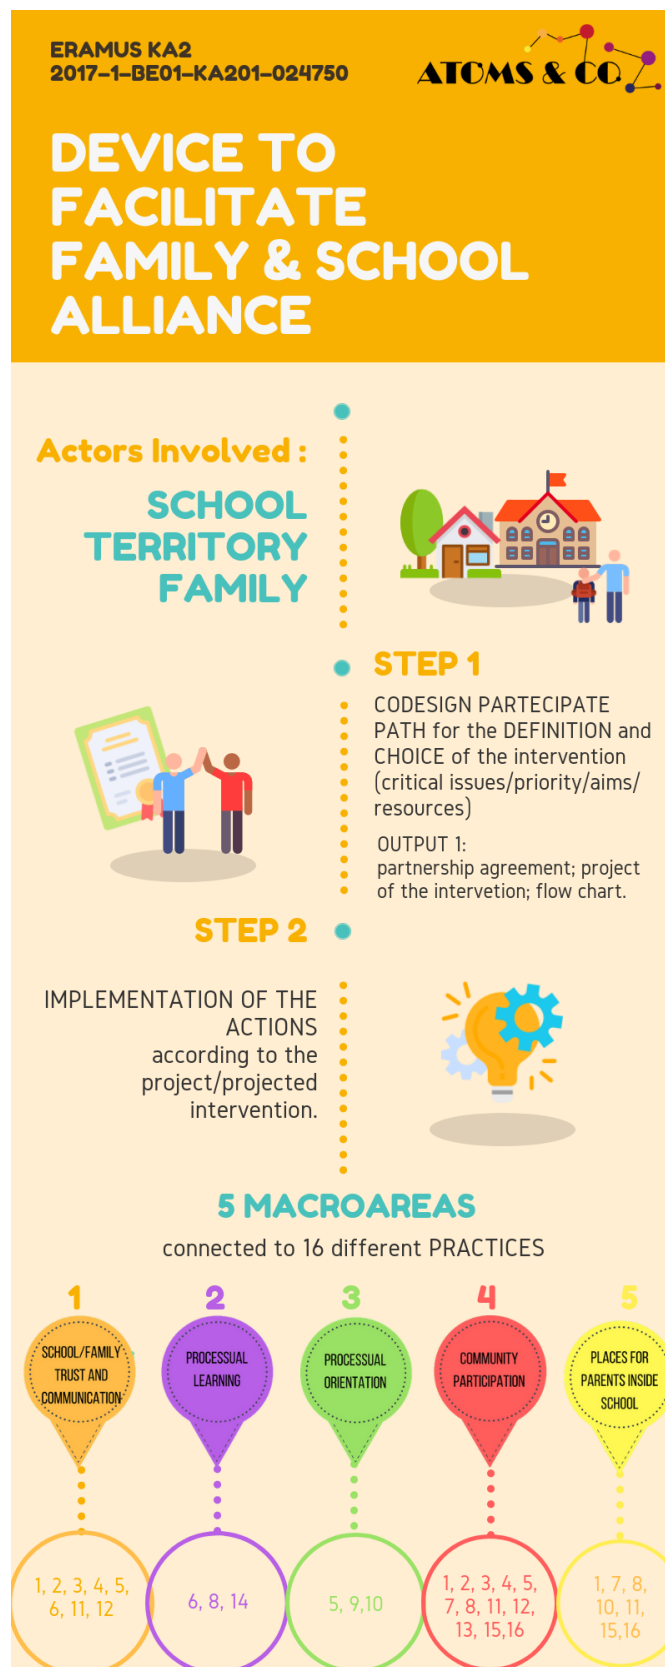 ERAMUS KA2
2017-1-BE01-KA201-024750
ATOMS & CO
DEVICE TO
FACILITATE
FAMILY & SCHOOL
ALLIANCE
Actors Involved :
SCHOOL
TERRITORY
FAMILY
STEP 1
CODESIGN PARTECIPATE
PATH for the DEFINITION and
CHOICE of the intervention
(critical issues/priority/aims/
resources)
OUTPUT 1:
partnership agreement; project
of the intervetion; flow chart.
STEP 2
IMPLEMENTATION OF THE
ACTIONS
according to the
project/projected
intervention.
5 MACROAREAS
connected to 16 different PRACTICES
1
SCHOOL/FAMILY
TRUST AND
COMMUNICATION
2
PROCESSUAL
LEARNING
3
PROCESSUAL
ORIENTATION
4
COMMUNITY
PARTICIPATION
5
PLACES FOR
PARENTS INSIDE
SCHOOL
1, 2, 3, 4, 5,
6, 11, 12
6, 8, 14
5, 9,10
1, 2, 3, 4, 5,
7, 8, 11, 12,
13, 15,16
1, 7, 8,
10, 11,
15,16